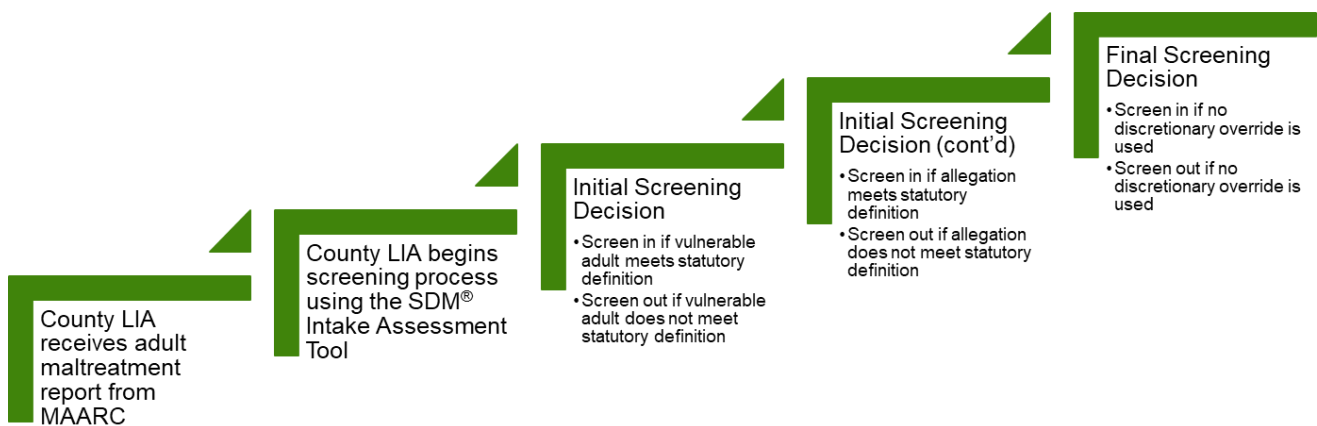 County LIA
receives adult
maltreatment
report from
MAARC
County LIA begins
screening process
using the SDM®
Intake Assessment
Tool
Initial Screening
Decision
•Screen in if vulnerable
adult meets statutory
definition
•Screen out if vulnerable
adult does not meet
statutory definition
Initial Screening
Decision (cont’d)
•Screen in if allegation
meets statutory
definition
•Screen out if allegation
does not meet statutory
definition
Final Screening
Decision
•Screen in if no
discretionary override is
used
•Screen out if no
discretionary override is
used